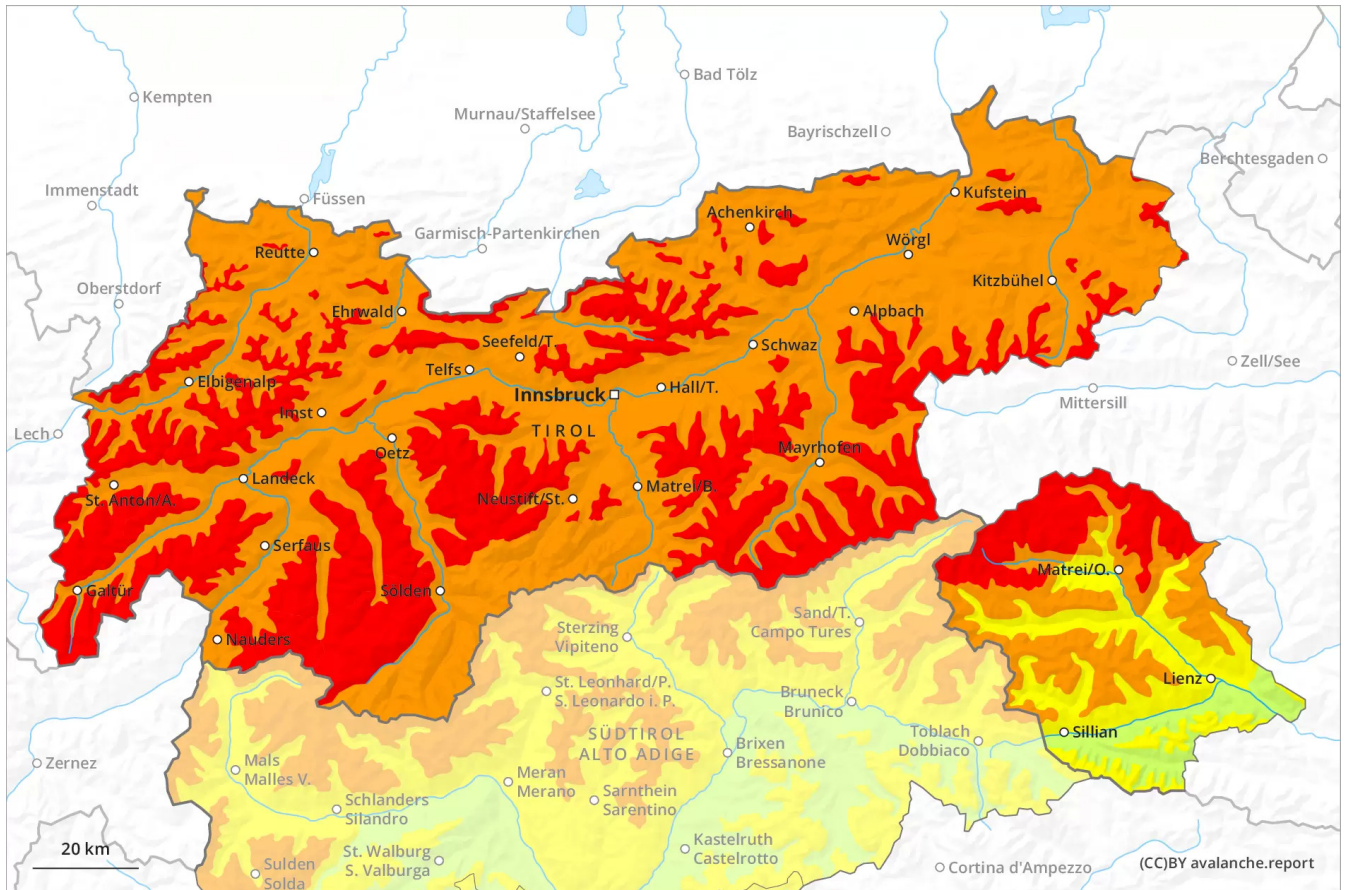 Bad Tölz
Kempten
Murnau/Staffelsee
Bayrischzell
Berchtesgaden
Immenstadt
Füssen
Kufstein
Achenkirch
Garmisch-Partenkirchen
Wörgl
Reutte
Oberstdorf
Kitzbühel
Ehrwald
Alpbach
Seefeld/T.
Schwaz
Zell/See
Telfs
Elbigenalp
Hall/T.
Innsbruck
Mittersill
Imst
Lech
TIROL
Oetz
Mayrhofen
Landeck
Matrei/B.
St. Anton/A.
Neustift/St.
Serfaus
Matrei/O.
Galtür
Sölden
Sand/T.
Campo Tures
Sterzing
Vipiteno
Nauders
Lienz
St. Leonhard/P.
S. Leonardo i. P.
Bruneck
Brunico
Sillian
SÜDTIROL
ALTO ADIGE
Toblach
Dobbiaco
Brixen
Bressanone
Zernez
Mals
Malles V.
Meran
Merano
Sarnthein
Sarentino
Schlanders
Silandro
Kastelruth
Castelrotto
20 km
St. Walburg
S. Valburga
Sulden
Solda
Cortina d'Ampezzo
(CC)BY avalanche.report